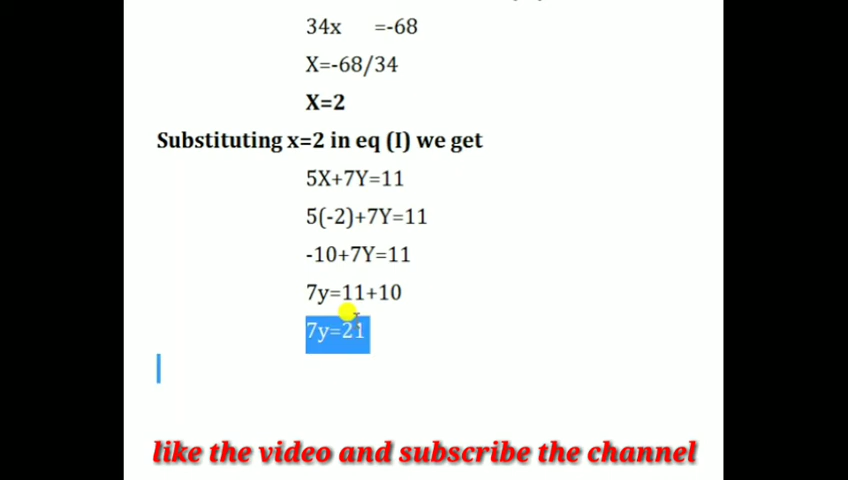 34x =-68
X=-68/34
X=2
Substituting x=2 in eq (I) we get
5X+7Y=11
5(-2)+7Y=11
-10+7Y=11
7y=11+10
7y=21
like the video and subscribe the channel